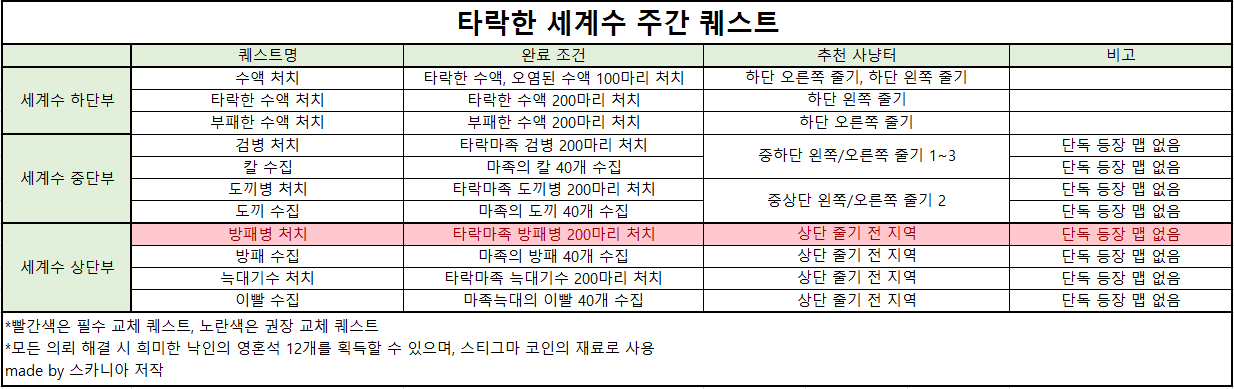 타락한 세계수 주간 퀘스트
퀘스트명 완료 조건 추천 사냥터 비고
세계수 하단부
수액 처치 타락한 수액, 오염된 수액 100마리 처치 하단 오른쪽 줄기, 하단 왼쪽 줄기
타락한 수액 처치 타락한 수액 200마리 처치 하단 왼쪽 줄기
부패한 수액 처치 부패한 수액 200마리 처치 하단 오른쪽 줄기
세계수 중단부
검병 처치 타락마족 검병 200마리 처치 중하단 왼쪽/오른쪽 줄기 1~3 단독 등장 맵 없음
칼 수집 마족의 칼 40개 수집 단독 등장 맵 없음
도끼병 처치 타락마족 도끼병 200마리 처치 중상단 왼쪽/오른쪽 줄기 2 단독 등장 맵 없음
도끼 수집 마족의 도끼 40개 수집 단독 등장 맵 없음
세계수 상단부
방패병 처치 타락마족 방패병 200마리 처치 상단 줄기 전 지역 단독 등장 맵 없음
방패 수집 마족의 방패 40개 수집 상단 줄기 전 지역 단독 등장 맵 없음
늑대기수 처치 타락마족 늑대기수 200마리 처치 상단 줄기 전 지역 단독 등장 맵 없음
이빨 수집 마족늑대의 이빨 40개 수집 상단 줄기 전 지역 단독 등장 맵 없음
*빨간색은 필수 교체 퀘스트, 노란색은 권장 교체 퀘스트
*모든 의뢰 해결 시 희미한 낙인의 영혼석 12개를 획득할 수 있으며, 스티그마 코인의 재료로 사용
made by 스카니아 저작